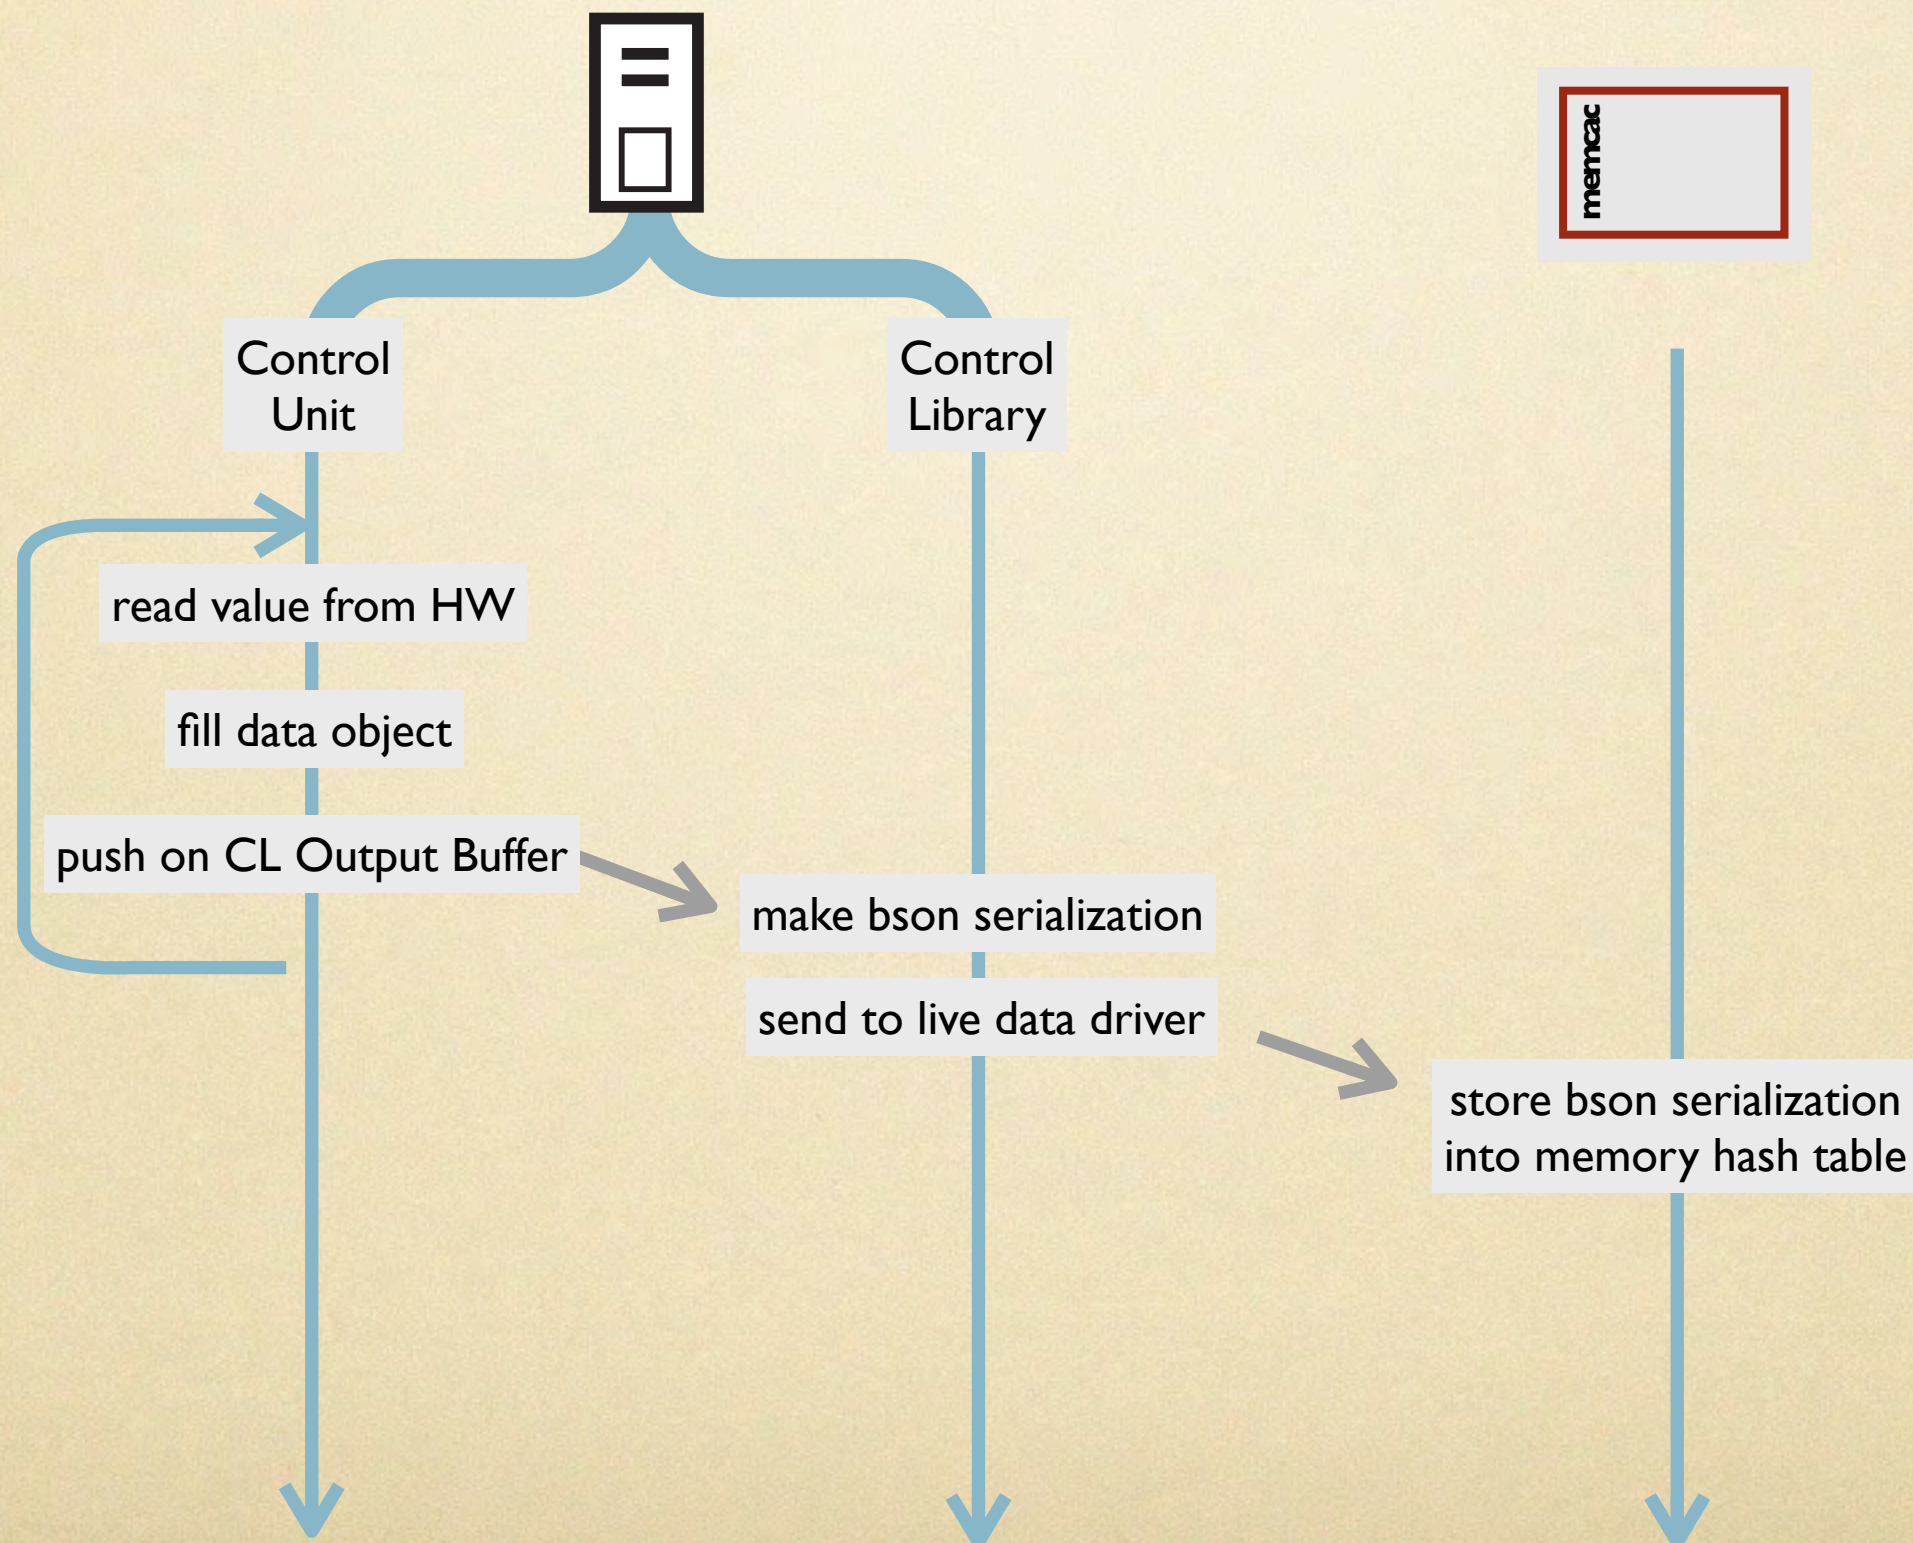 memcac
Control
Unit
Control
Library
read value from HW
fill data object
push on CL Output Buffer
make bson serialization
send to live data driver
store bson serialization
into memory hash table